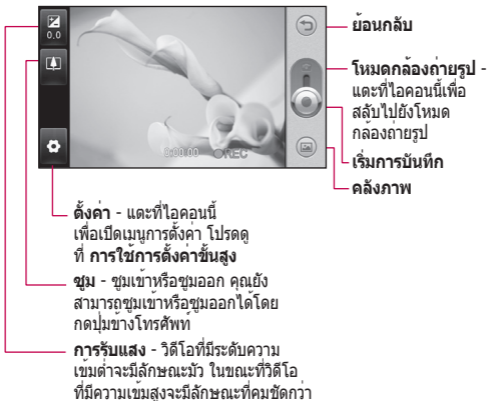 0.0
0:00.00 REC
ย้อนกลับ
โหมดกล้องถ่ายรูป -
แตะที่ไอคอนนี้เพื่อ
สลับไปยังโหมด
กล้องถ่ายรูป
เริ่มการบันทึก
คลังภาพ
ตั้งค่า - แตะที่ไอคอนนี้
เพื่อเปิดเมนูการตั้งค่า โปรดดู
ที่ การใช้การตั้งค่าขั้นสูง
ซูม - ซูมเข้าหรือซูมออก คุณยัง
สามารถซูมเข้าหรือซูมออกได้โดย
กดปุ่มข้างโทรศัพท์
การรับแสง - วิดีโอที่มีระดับความ
เข้มต่ำจะมีลักษณะมัว ในขณะที่วิดีโอ
ที่มีความเข้มสูงจะมีลักษณะที่คมชัดกว่า